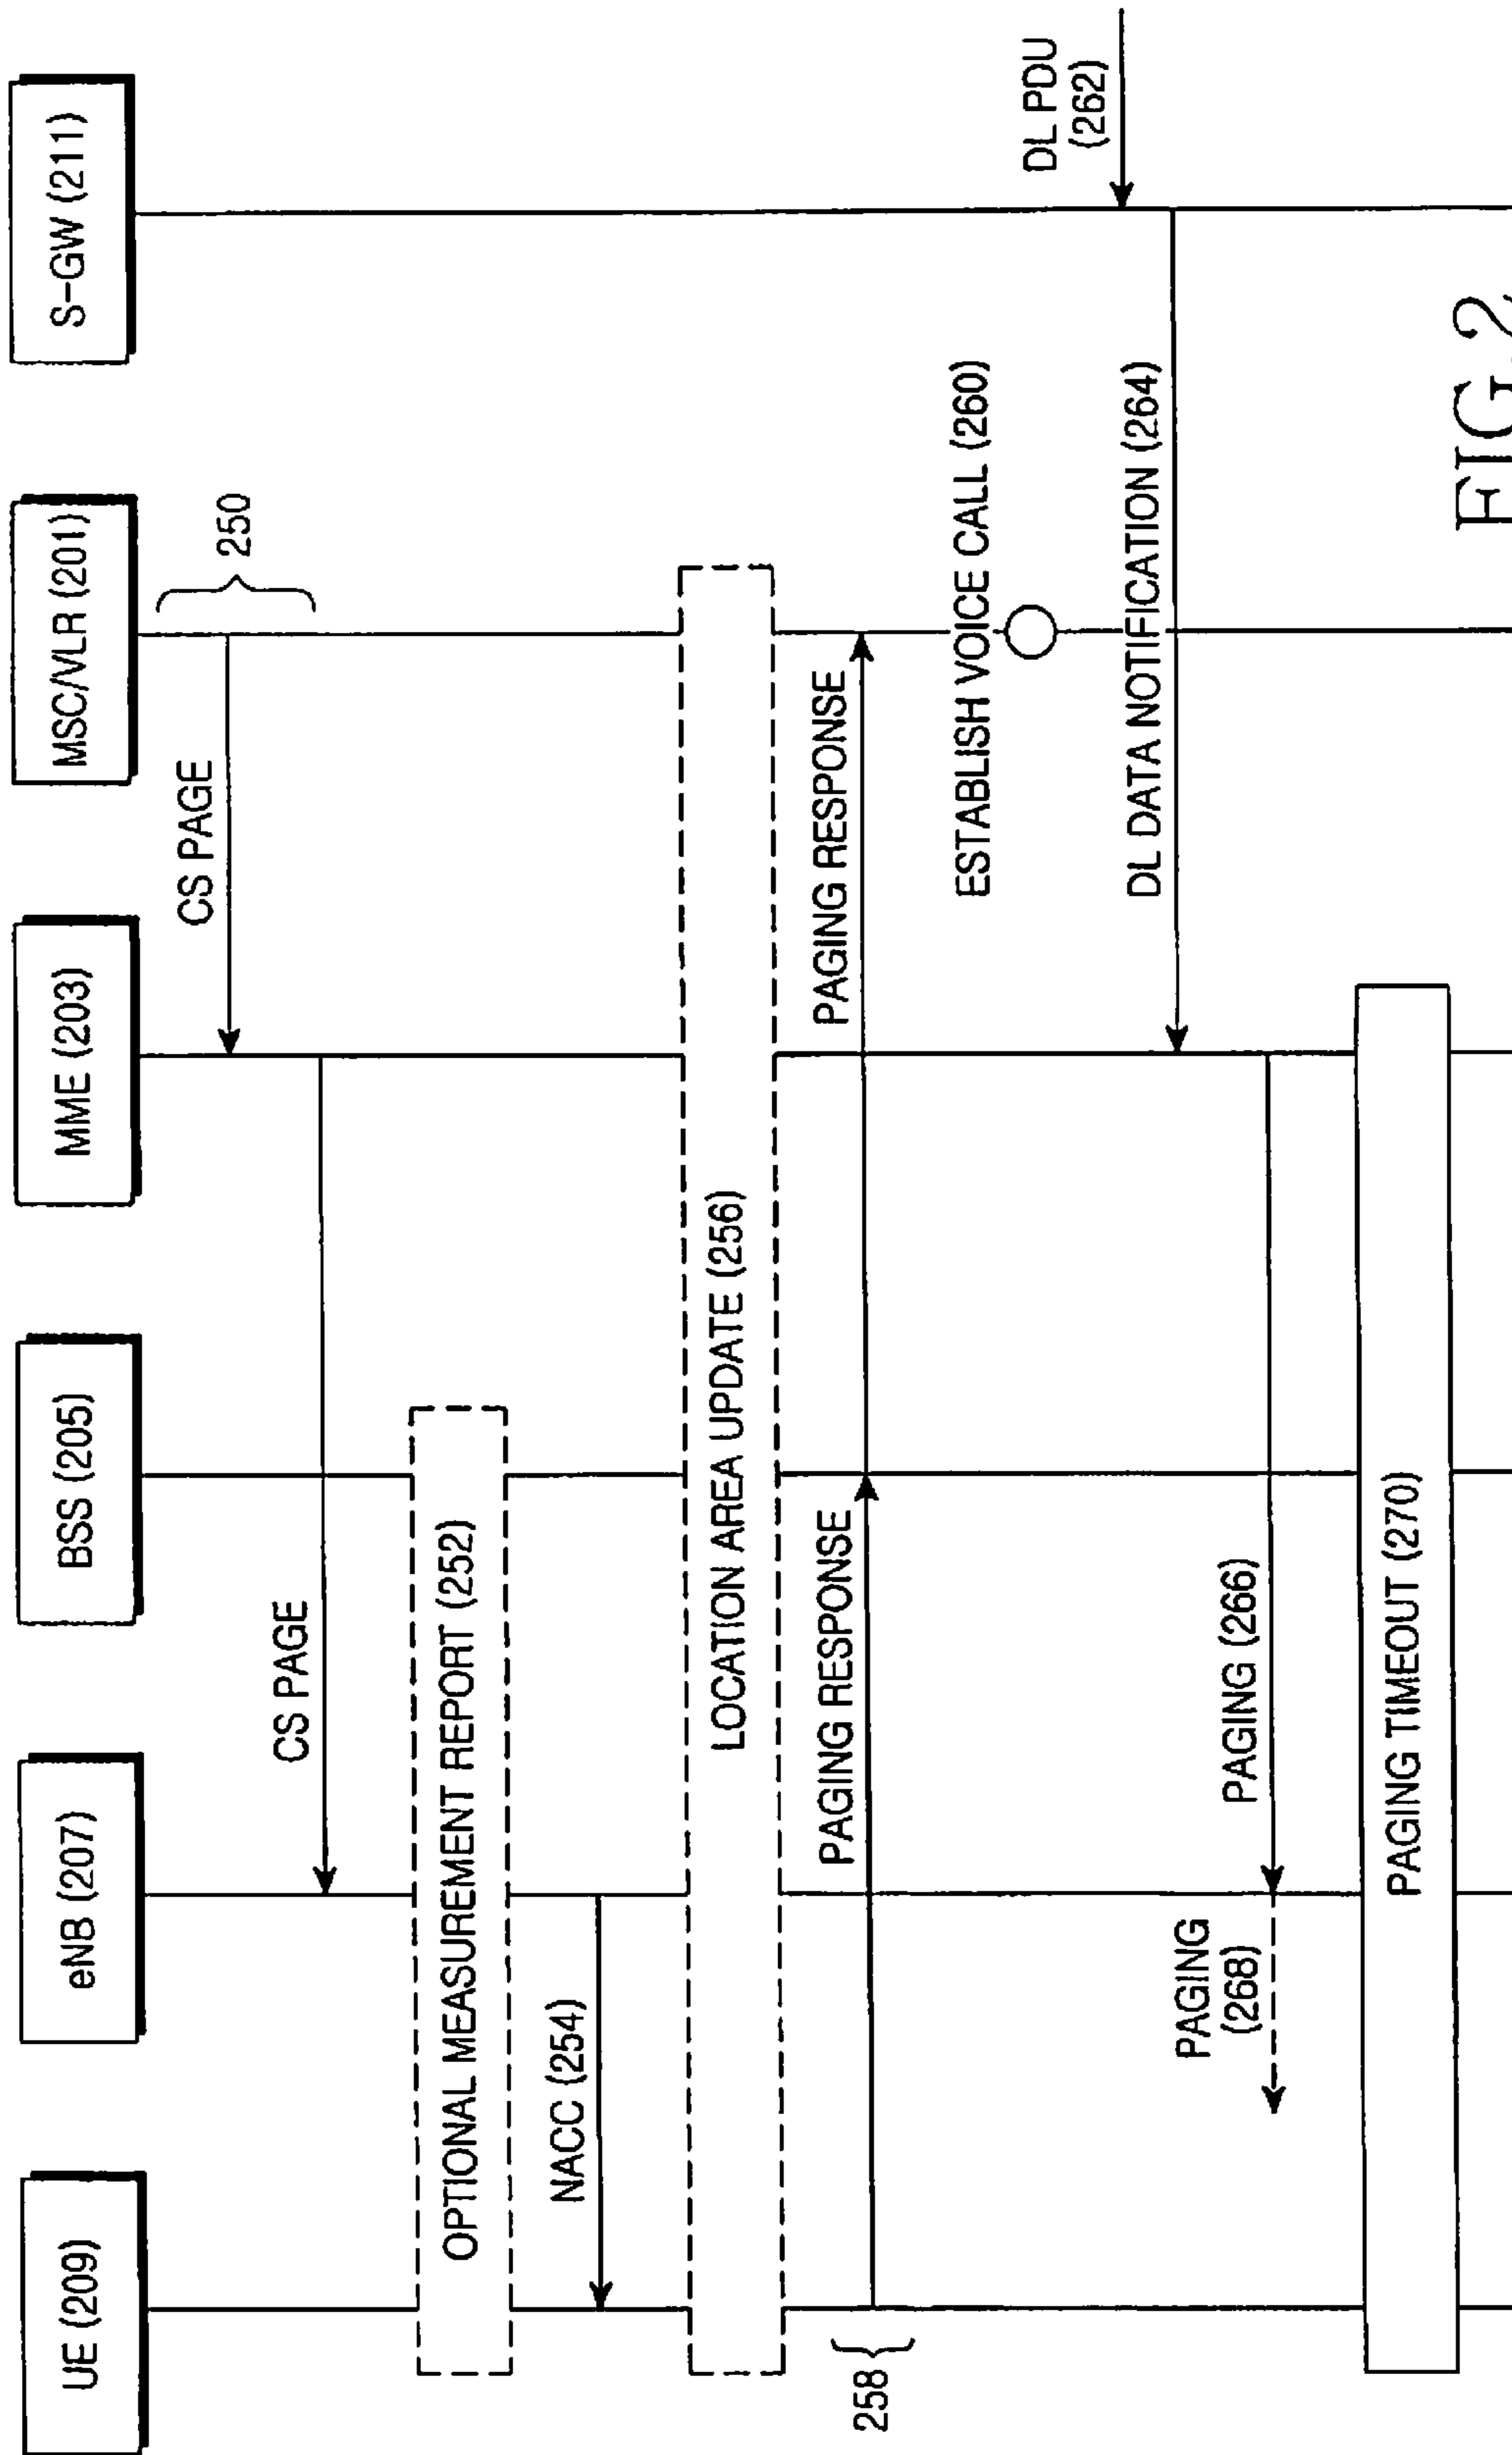 UE (209)
eNB (207)
BSS (205)
MME (203)
MSC/VLR (201)
S-GW (211)
CS PAGE
250
CS PAGE
OPTIONAL MEASUREMENT REPORT (252)
NACC (254)
LOCATION AREA UPDATE (256)
258
PAGING RESPONSE
PAGING RESPONSE
ESTABLISH VOICE CALL (260)
DL PDU
(262)
DL DATA NOTIFICATION (264)
PAGING (266)
PAGING
(268)
PAGING TIMEOUT (270)
FIG.2